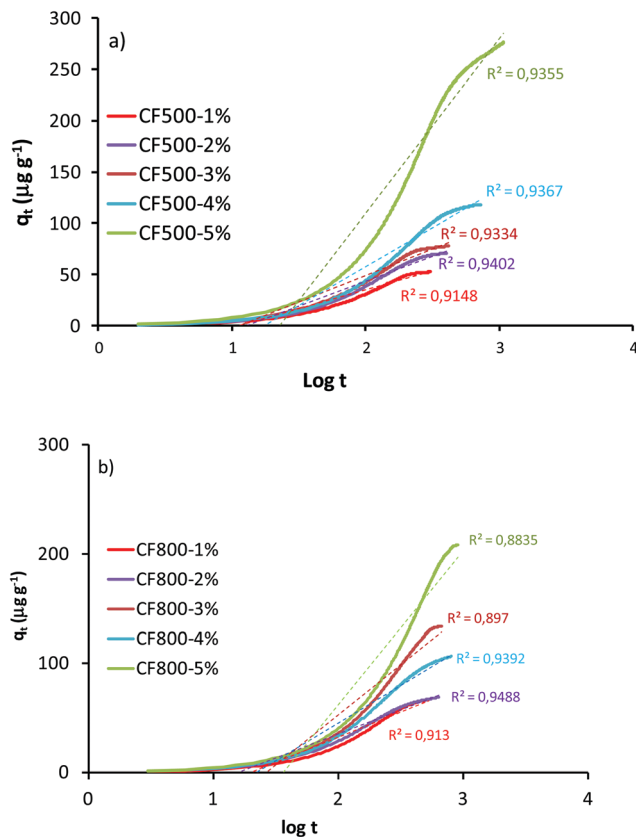 a)
300
250
200
150
100
50
0
qt (µg g-1)
CF500-1%
CF500-2%
CF500-3%
CF500-4%
CF500-5%
R² = 0,9355
R² = 0,9367
R² = 0,9334
R² = 0,9402
R² = 0,9148
0 1 2 3 4
Log t
b)
300
200
100
0
qt (µg g-1)
CF800-1%
CF800-2%
CF800-3%
CF800-4%
CF800-5%
R² = 0,8835
R² = 0,897
R² = 0,9392
R² = 0,9488
R² = 0,913
0 1 2 3 4
log t